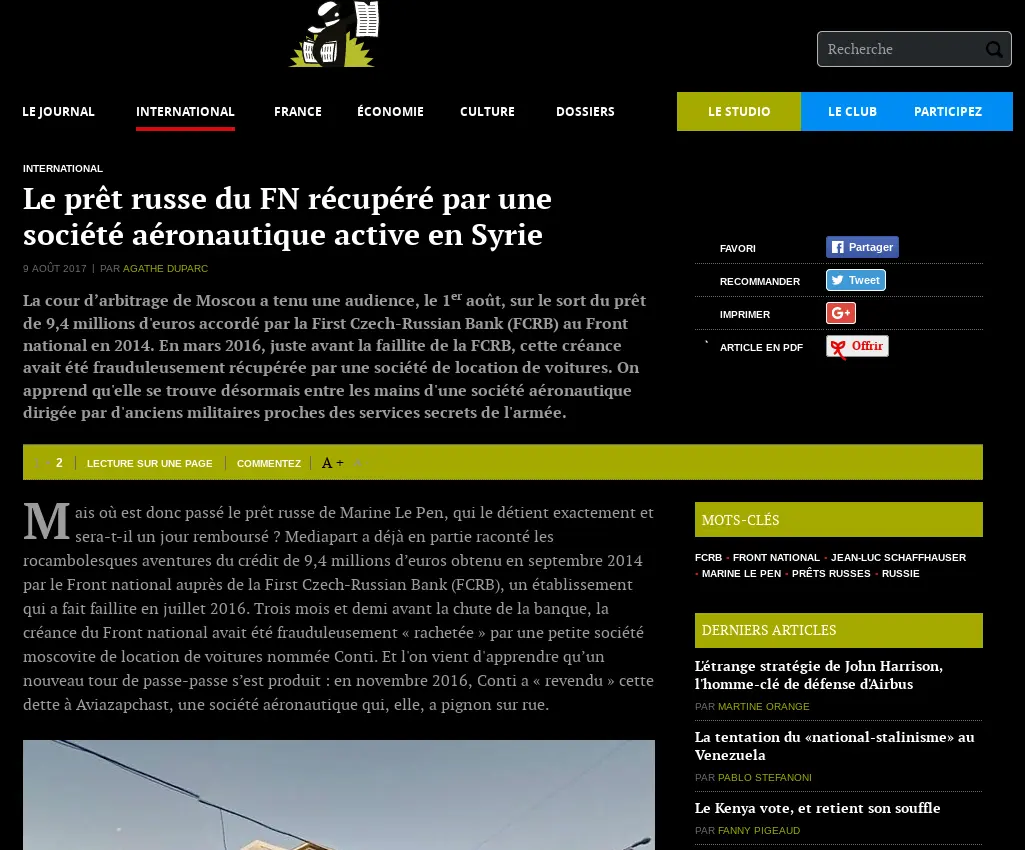 Recherche
LE JOURNAL INTERNATIONAL FRANCE ÉCONOMIE CULTURE DOSSIERS LE STUDIO LE CLUB PARTICIPEZ
INTERNATIONAL
Le prêt russe du FN récupéré par une
société aéronautique active en Syrie
9 AOÛT 2017 | PAR AGATHE DUPARC
La cour d’arbitrage de Moscou a tenu une audience, le 1er août, sur le sort du prêt
de 9,4 millions d'euros accordé par la First Czech-Russian Bank (FCRB) au Front
national en 2014. En mars 2016, juste avant la faillite de la FCRB, cette créance
avait été frauduleusement récupérée par une société de location de voitures. On
apprend qu'elle se trouve désormais entre les mains d'une société aéronautique
dirigée par d'anciens militaires proches des services secrets de l'armée.
FAVORI Partager
RECOMMANDER Tweet
IMPRIMER G+
ARTICLE EN PDF Offrir
2 LECTURE SUR UNE PAGE COMMENTEZ A +
Mais où est donc passé le prêt russe de Marine Le Pen, qui le détient exactement et
sera-t-il un jour remboursé ? Mediapart a déjà en partie raconté les
rocambolesques aventures du crédit de 9,4 millions d’euros obtenu en septembre 2014
par le Front national auprès de la First Czech-Russian Bank (FCRB), un établissement
qui a fait faillite en juillet 2016. Trois mois et demi avant la chute de la banque, la
créance du Front national avait été frauduleusement « rachetée » par une petite société
moscovite de location de voitures nommée Conti. Et l'on vient d'apprendre qu’un
nouveau tour de passe-passe s’est produit : en novembre 2016, Conti a « revendu » cette
dette à Aviazapchast, une société aéronautique qui, elle, a pignon sur rue.
MOTS-CLÉS
FCRB • FRONT NATIONAL • JEAN-LUC SCHAFFHAUSER
• MARINE LE PEN • PRÊTS RUSSES • RUSSIE
DERNIERS ARTICLES
L'étrange stratégie de John Harrison,
l'homme-clé de défense d'Airbus
PAR MARTINE ORANGE
La tentation du «national-stalinisme» au
Venezuela
PAR PABLO STEFANONI
Le Kenya vote, et retient son souffle
PAR FANNY PIGEAUD